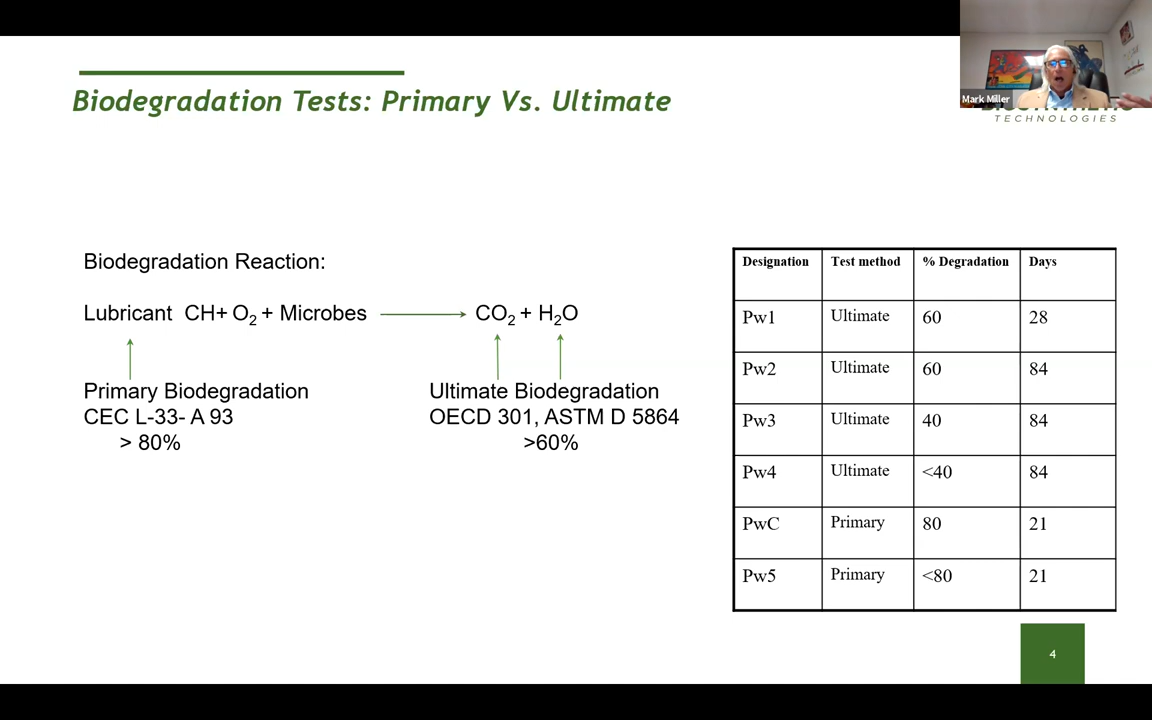 Mark Miller
Biodegradation Tests: Primary Vs. Ultimate
TECHNOLOGIES
Biodegradation Reaction:
Lubricant CH+ O₂ + Microbes CO₂ + H₂O
Primary Biodegradation
CEC L-33- A 93
> 80%
Ultimate Biodegradation
OECD 301, ASTM D 5864
>60%
Designation Test method % Degradation Days
Pw1 Ultimate 60 28
Pw2 Ultimate 60 84
Pw3 Ultimate 40 84
Pw4 Ultimate <40 84
PwC Primary 80 21
Pw5 Primary <80 21
4